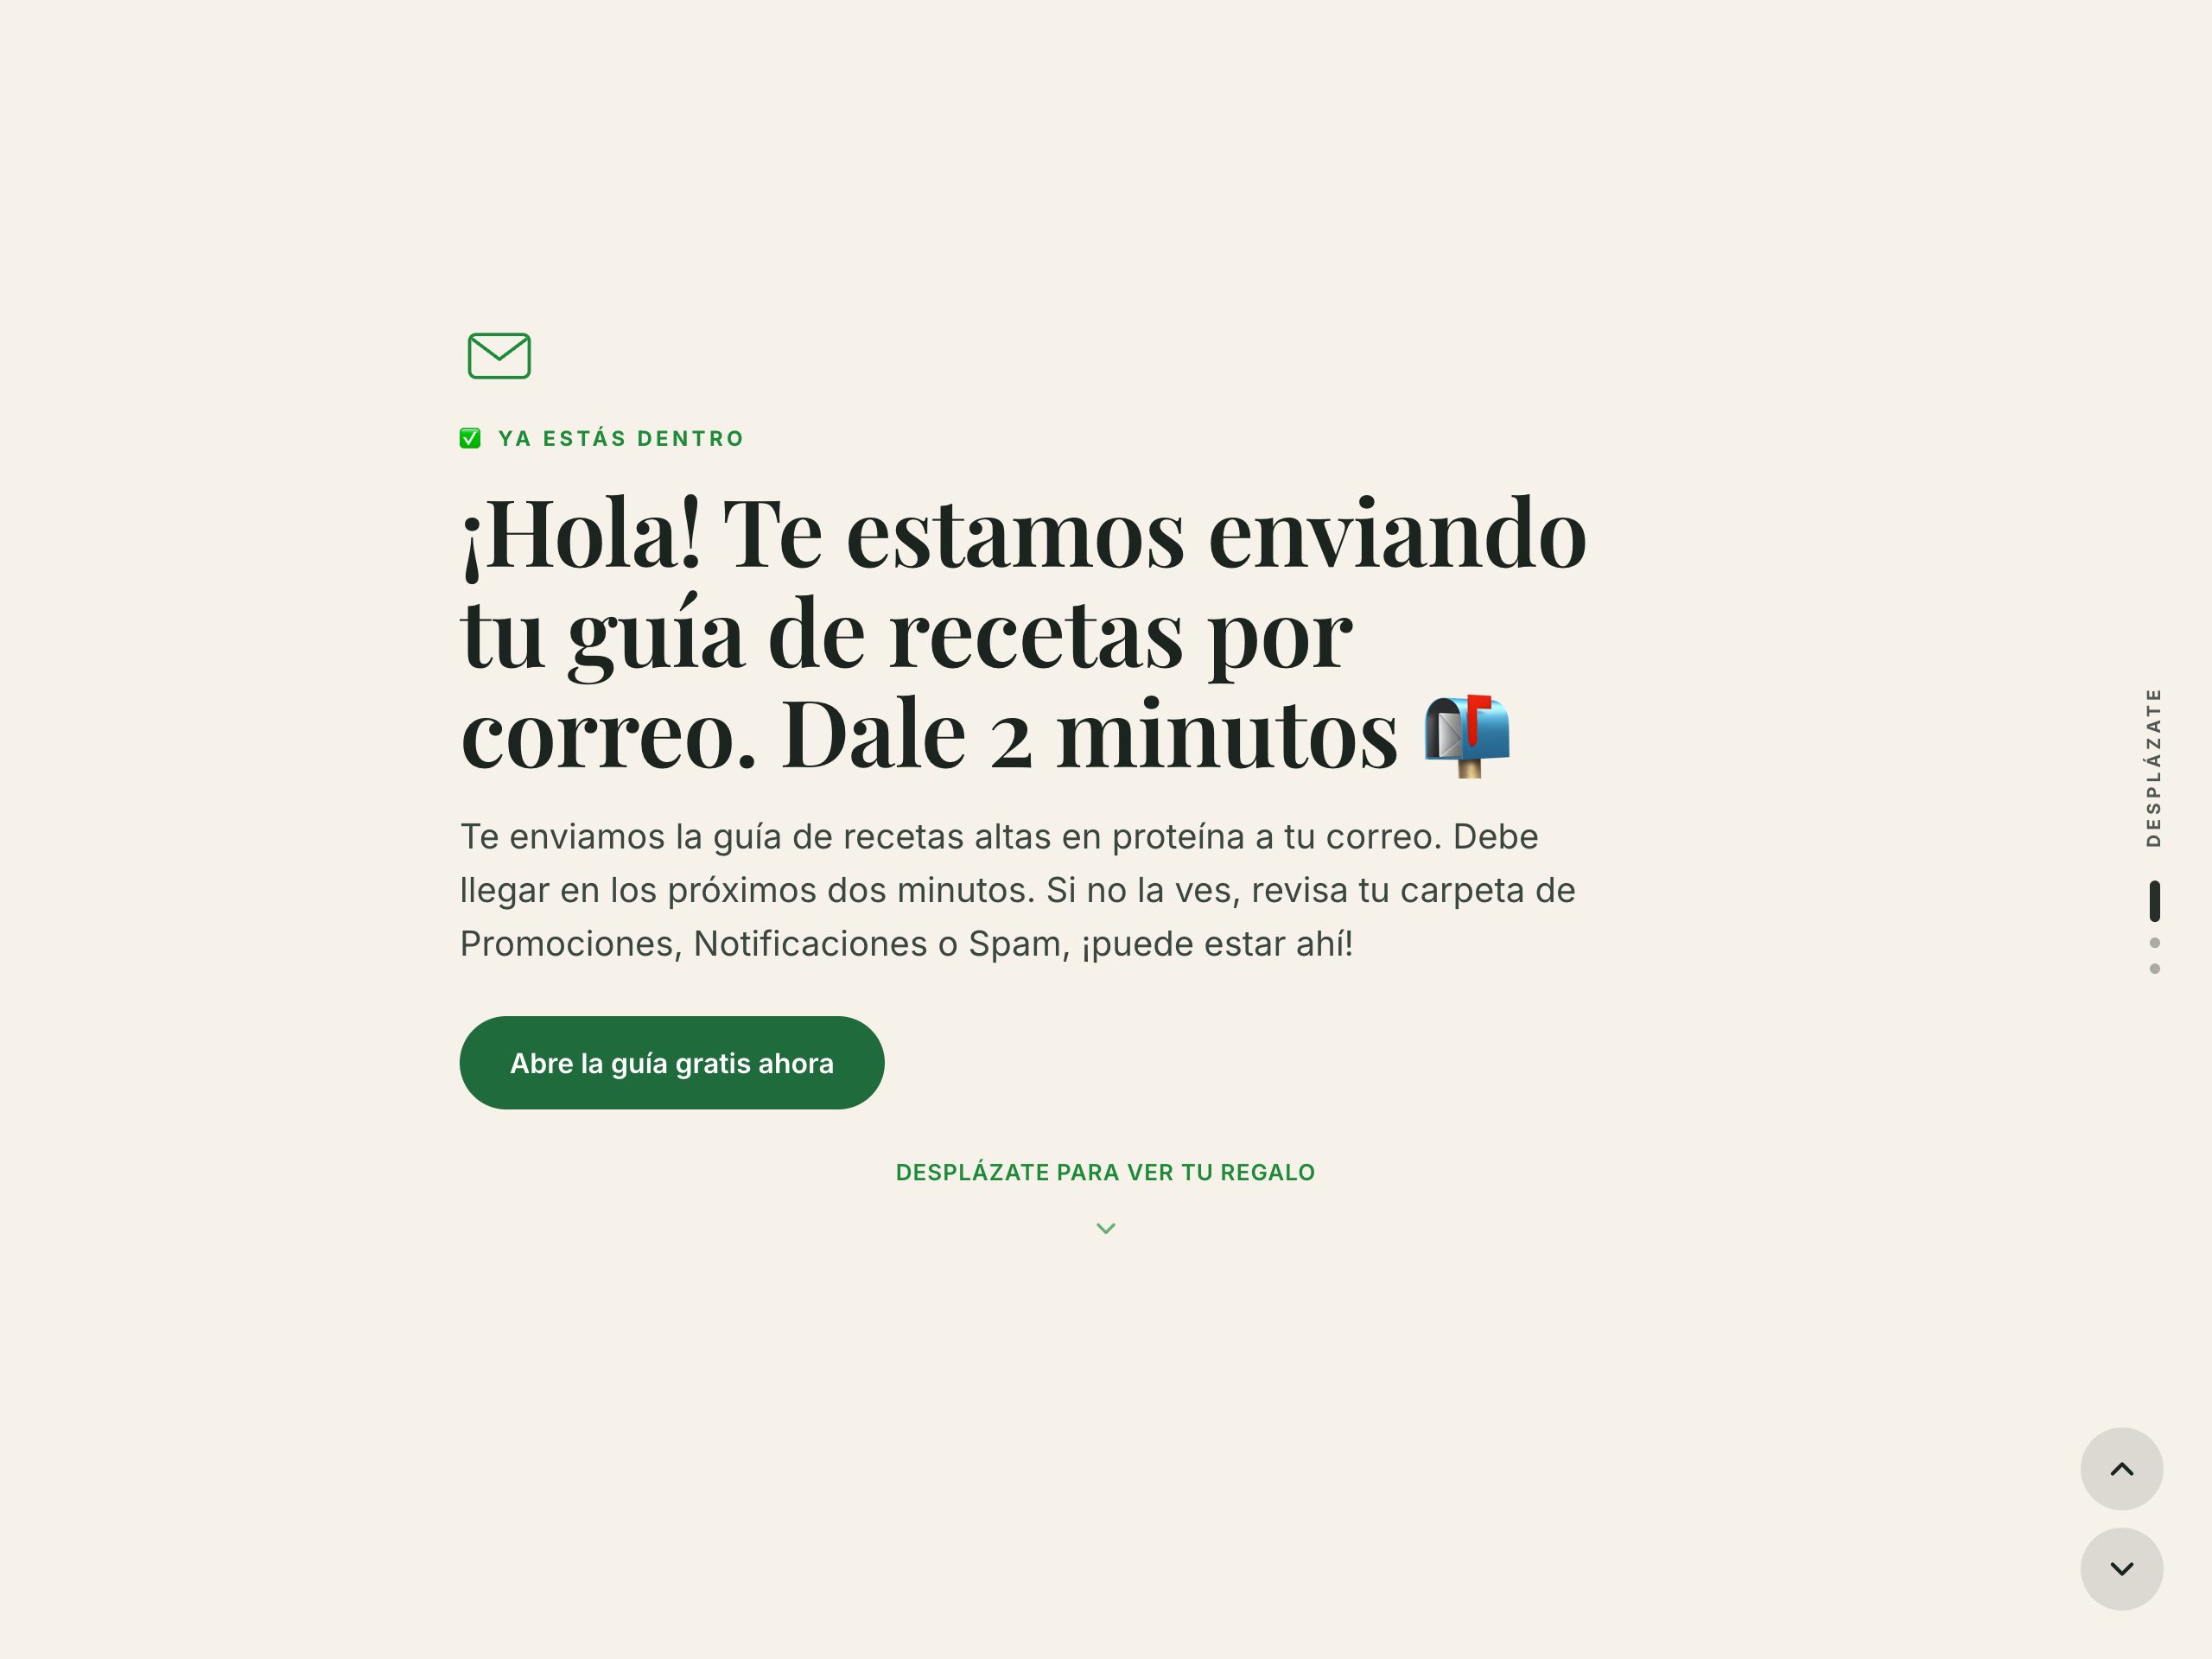 ✅ YA ESTÁS DENTRO
¡Hola! Te estamos enviando
tu guía de recetas por
correo. Dale 2 minutos 📬
Te enviamos la guía de recetas altas en proteína a tu correo. Debe
llegar en los próximos dos minutos. Si no la ves, revisa tu carpeta de
Promociones, Notificaciones o Spam, ¡puede estar ahí!
Abre la guía gratis ahora
DESPLÁZATE PARA VER TU REGALO
DESPLÁZATE